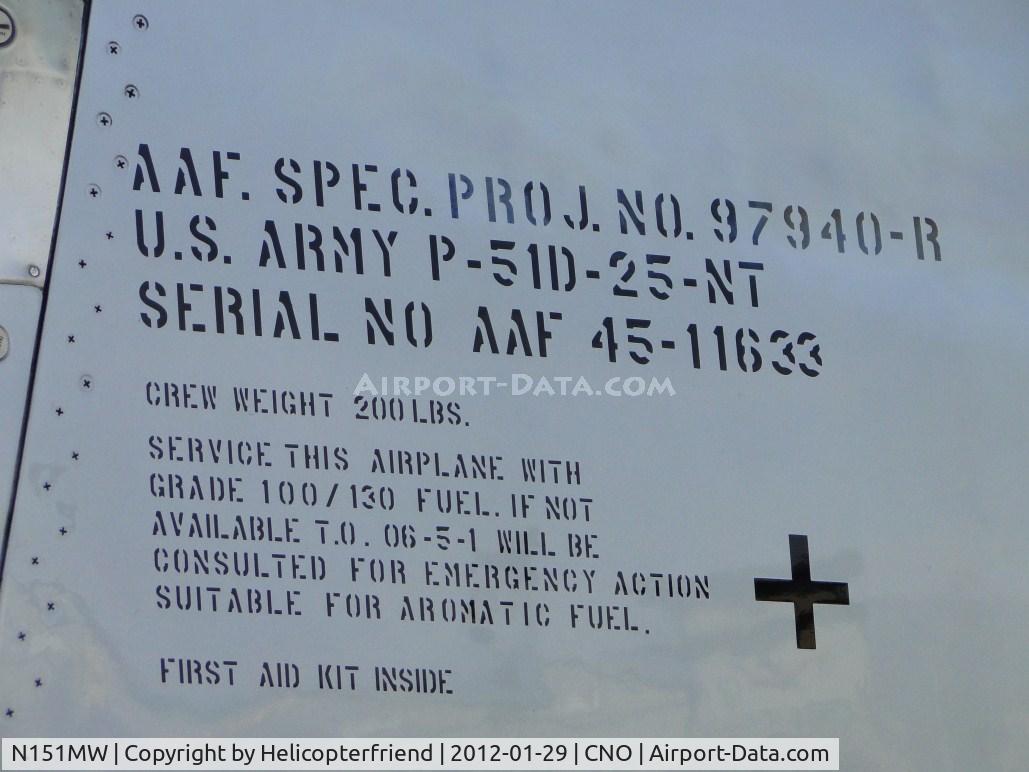 AAF. SPEC. PROJ. NO. 97940-R
U.S. ARMY P-51D-25-NT
SERIAL NO AAF 45-11633
AIRPORT-DATA.COM
CREW WEIGHT 200 LBS.
SERVICE THIS AIRPLANE WITH
GRADE 100/130 FUEL. IF NOT
AVAILABLE T.O. 06-5-1 WILL BE
CONSULTED FOR EMERGENCY ACTION
SUITABLE FOR AROMATIC FUEL.
FIRST AID KIT INSIDE
N151MW | Copyright by Helicopterfriend | 2012-01-29 | CNO | Airport-Data.com